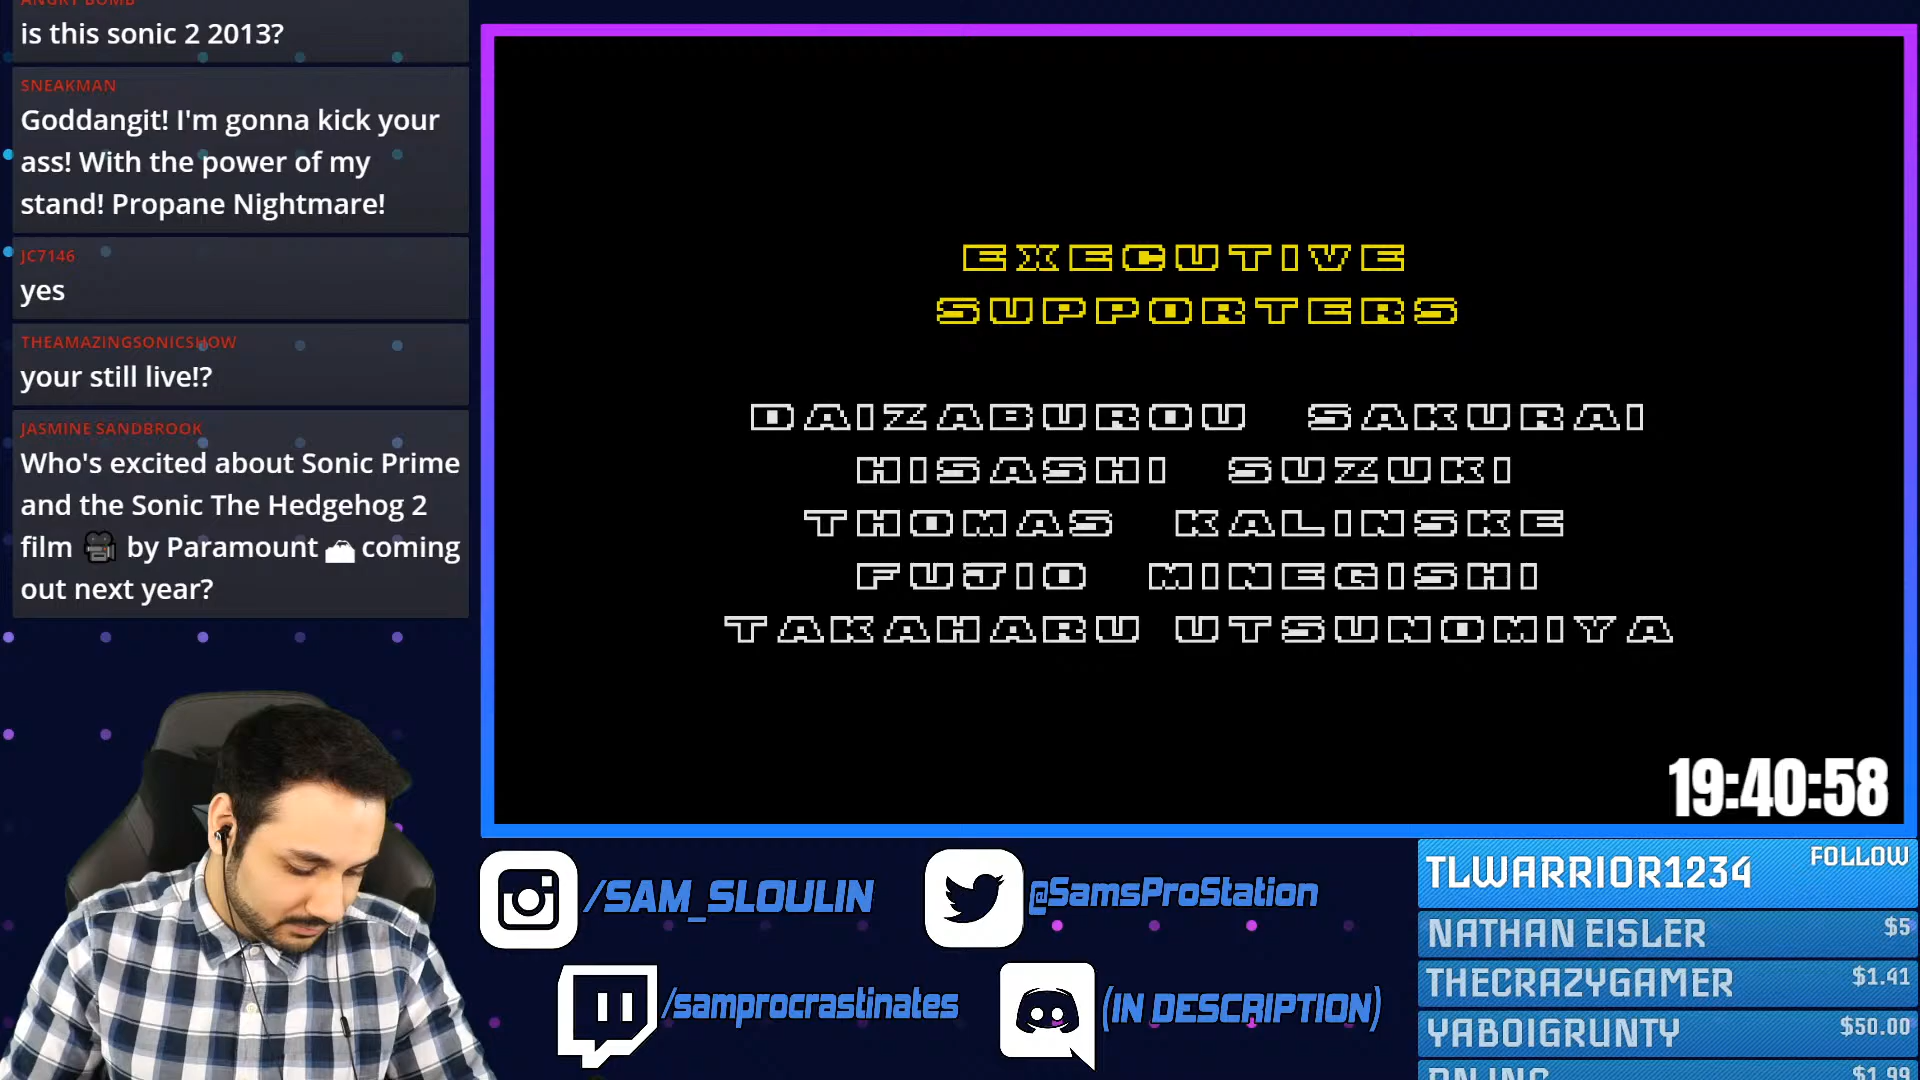 ANGRY BOMB
is this sonic 2 2013?
SNEAKMAN
Goddangit! I'm gonna kick your
ass! With the power of my
stand! Propane Nightmare!
JC7146
yes
THEAMAZINGSONICSHOW
your still live!?
JASMINE SANDBROOK
Who's excited about Sonic Prime
and the Sonic The Hedgehog 2
film 🎥 by Paramount 🏔 coming
out next year?
EXECUTIVE
SUPPORTERS
DAIZABUROU SAKURAI
HISASHI SUZUKI
THOMAS KALINSKE
FUJIO MINEGISHI
TAKAHARU UTSUNOMIYA
19:40:58
/SAM_SLOULIN
@SamsProStation
/samprocrastinates
(IN DESCRIPTION)
TLWARRIOR1234 FOLLOW
NATHAN EISLER $5
THECRAZYGAMER $1.41
YABOIGRUNTY $50.00
$1.99